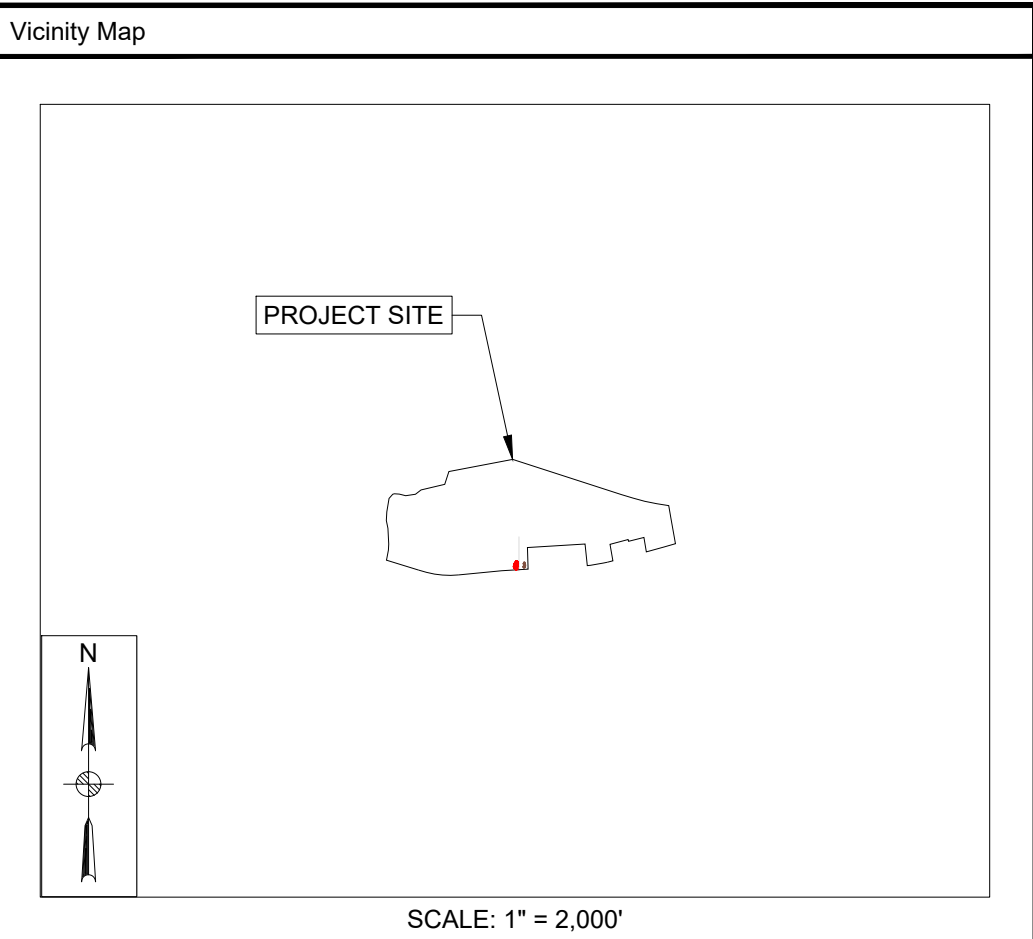 Vicinity Map
PROJECT SITE
N
SCALE: 1" = 2,000'